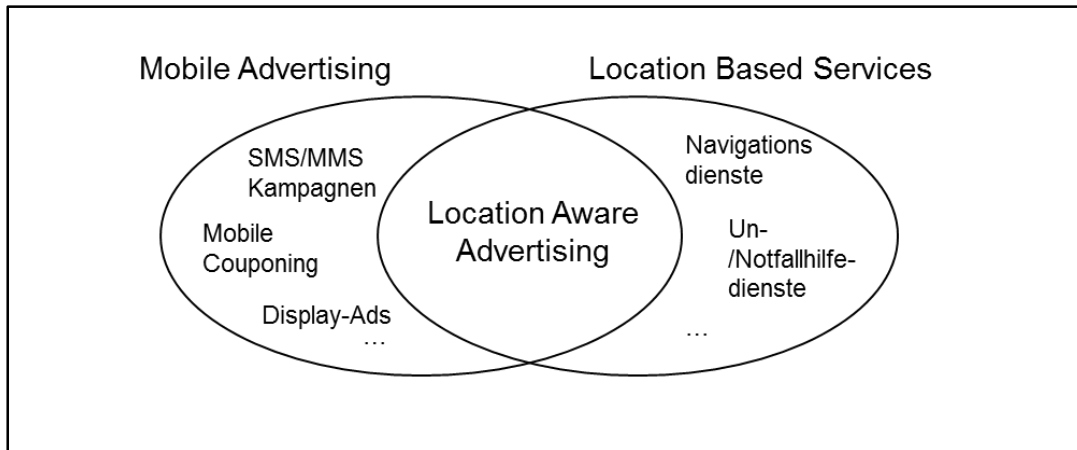 Mobile Advertising
Location Based Services
SMS/MMS
Kampagnen
Mobile
Couponing
Display-Ads
...
Location Aware
Advertising
Navigations
dienste
Un-
/Notfallhilfe-
dienste
...